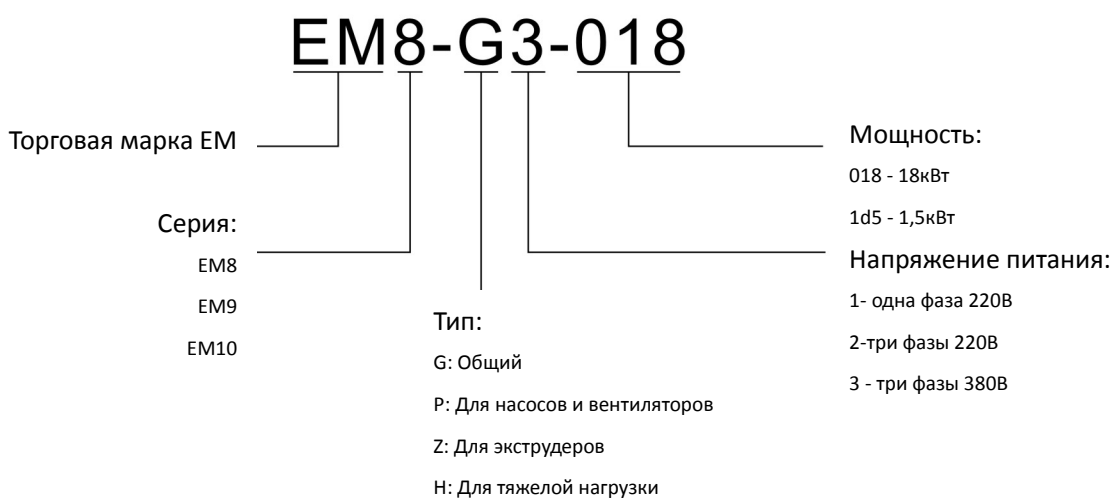 EM8-G3-018
Торговая марка EM
Серия:
EM8
EM9
EM10
Тип:
G: Общий
P: Для насосов и вентиляторов
Z: Для экструдеров
H: Для тяжелой нагрузки
Мощность:
018 - 18кВт
1d5 - 1,5кВт
Напряжение питания:
1- одна фаза 220В
2-три фазы 220В
3 - три фазы 380В